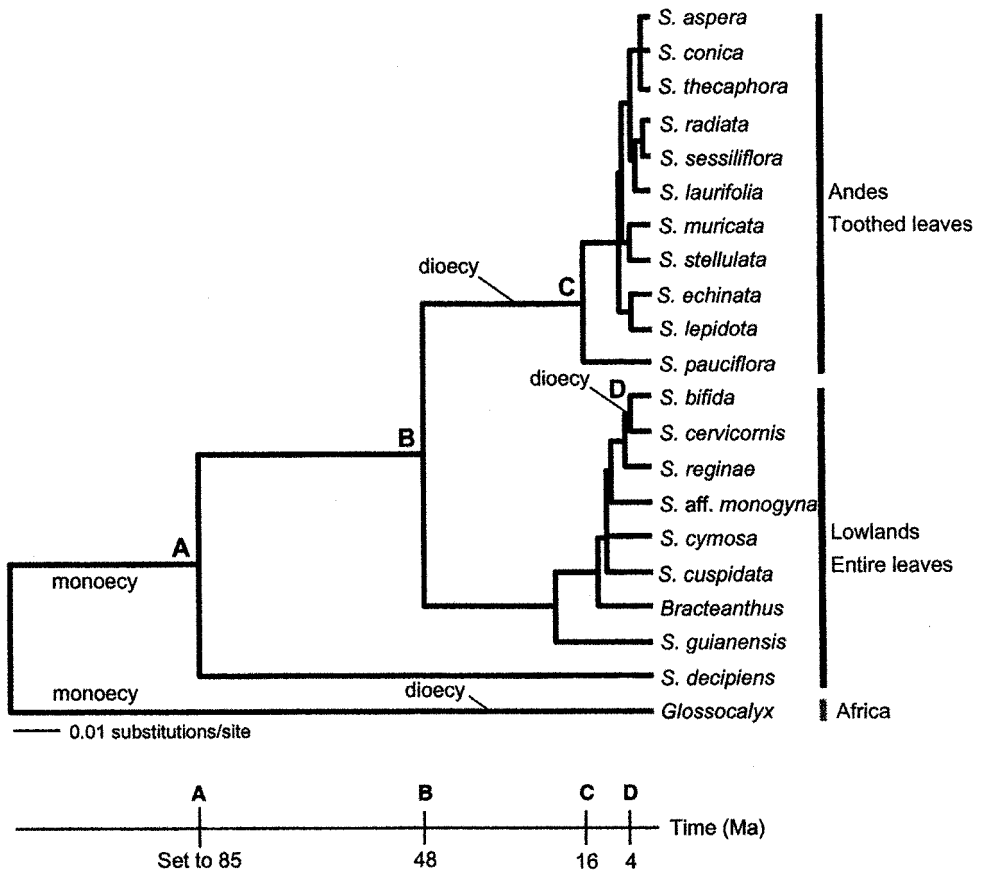 S. aspera
S. conica
S. thecaphora
S. radiata
S. sessiliflora
S. laurifolia
Andes
S. muricata
Toothed leaves
S. stellulata
dioecy
C
S. echinata
S. lepidota
S. pauciflora
dioecy
D
S. bifida
B
S. cervicornis
S. reginae
S. aff. monogyna
A
S. cymosa
Lowlands
monoecy
S. cuspidata
Entire leaves
Bracteanthus
S. guianensis
S. decipiens
monoecy
dioecy
Glossocalyx
Africa
0.01 substitutions/site
A B C D
Time (Ma)
Set to 85 48 16 4